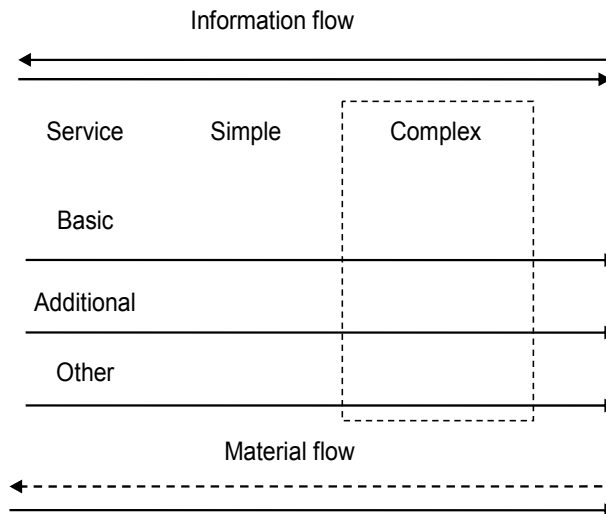 Information flow
Service Simple Complex
Basic
Additional
Other
Material flow